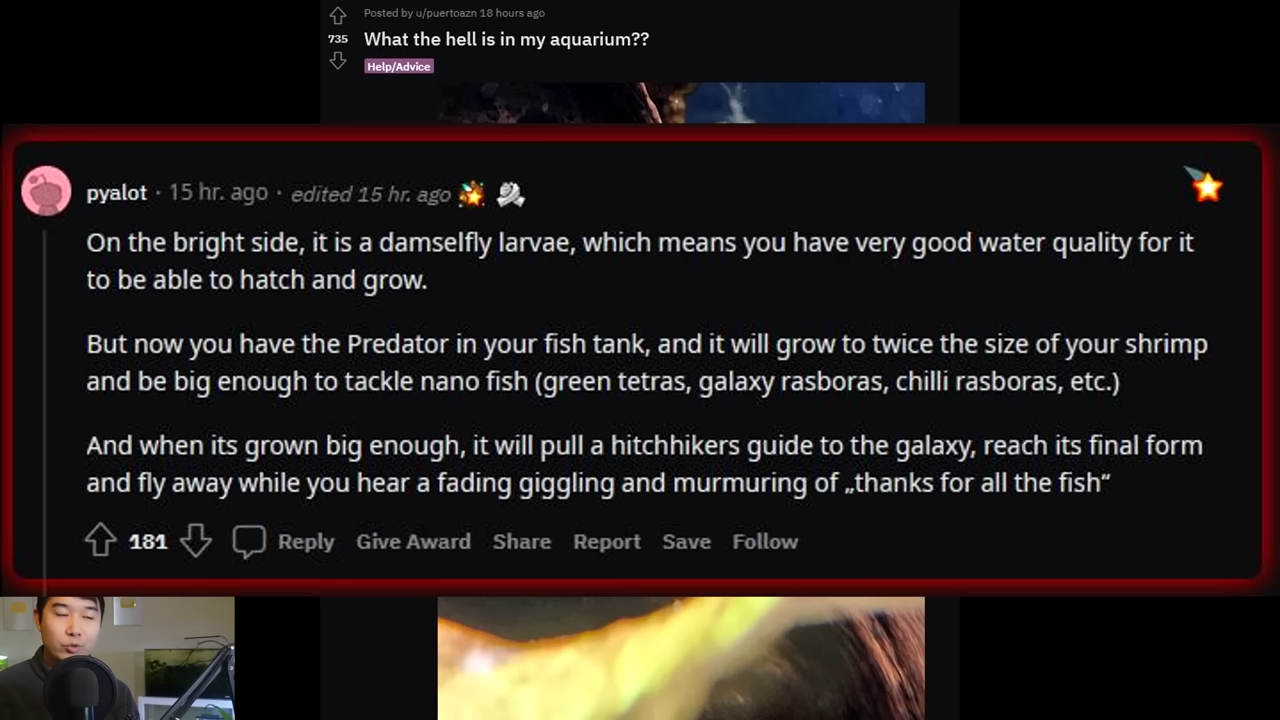 Posted by u/puertoazn 18 hours ago
735
What the hell is in my aquarium??
Help/Advice
pyalot · 15 hr. ago · edited 15 hr. ago
On the bright side, it is a damselfly larvae, which means you have very good water quality for it
to be able to hatch and grow.
But now you have the Predator in your fish tank, and it will grow to twice the size of your shrimp
and be big enough to tackle nano fish (green tetras, galaxy rasboras, chilli rasboras, etc.)
And when its grown big enough, it will pull a hitchhikers guide to the galaxy, reach its final form
and fly away while you hear a fading giggling and murmuring of „thanks for all the fish“
181 Reply Give Award Share Report Save Follow